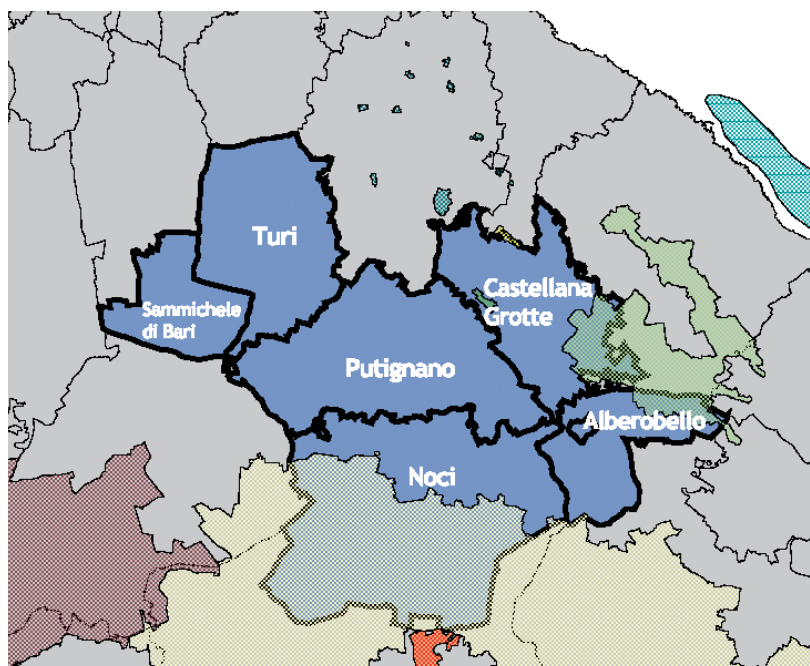 Turi
Sammichele
di Bari
Castellana
Grotte
Putignano
Alberobello
Noci